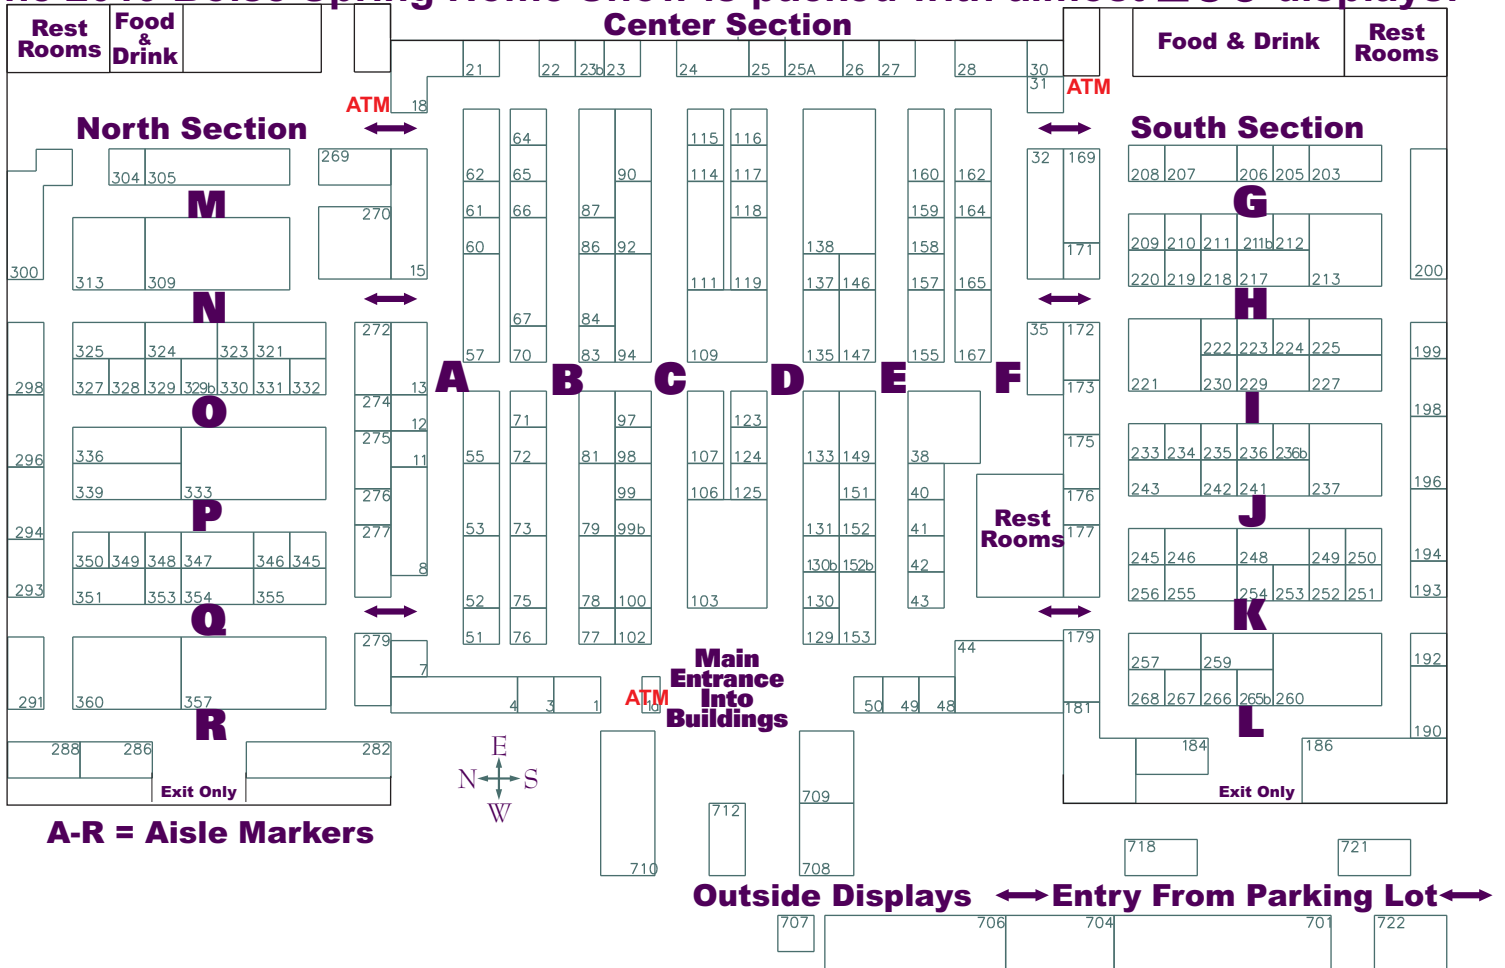 Center Section
Rest
Rooms
Food
&
Drink
Food & Drink
Rest
Rooms
21 22 23b 23 24 25 25A 26 27 28 30
31
ATM 18
ATM
North Section
South Section
64 115 116
304 305 269 62 65 90 114 117 160 162 32 169 208 207 206 205 203
M
G
270 61 66 87 118 159 164
60 86 92 138 158 171 209 210 211 211b 212
300 313 309 15 111 119 137 146 157 165 220 219 218 217 213 200
N
H
272 67 84 35 172
325 324 323 321 57 70 83 94 109 135 147 155 167 222 223 224 225 199
A B C D E F
327 328 329 329b 330 331 332 298 13 173 221 230 229 227
O
I
274 12 71 97 123 198
275 11 175
336 296 55 72 81 98 107 124 133 149 38 233 234 235 236 236b
339 333 276 99 106 125 151 40 176 243 242 241 237 196
P
J
Rest
Rooms
294 277 53 73 79 99b 131 152 41 177
350 349 348 347 346 345 8 130b 152b 42 245 246 248 249 250 194
293 351 353 354 355 52 75 78 100 103 130 43 256 255 254 253 252 251 193
Q
K
279 7 51 76 77 102 129 153 44 179
257 259 192
Main
Entrance
Into
Buildings
ATM
291 360 357 4 3 1 50 49 48 181 268 267 266 265b 260
R
L
190
288 286 282 184 186
Exit Only
Exit Only
E
N S
W
A-R = Aisle Markers
709
712
710 708
718 721
Outside Displays Entry From Parking Lot
707 706 704 701 722